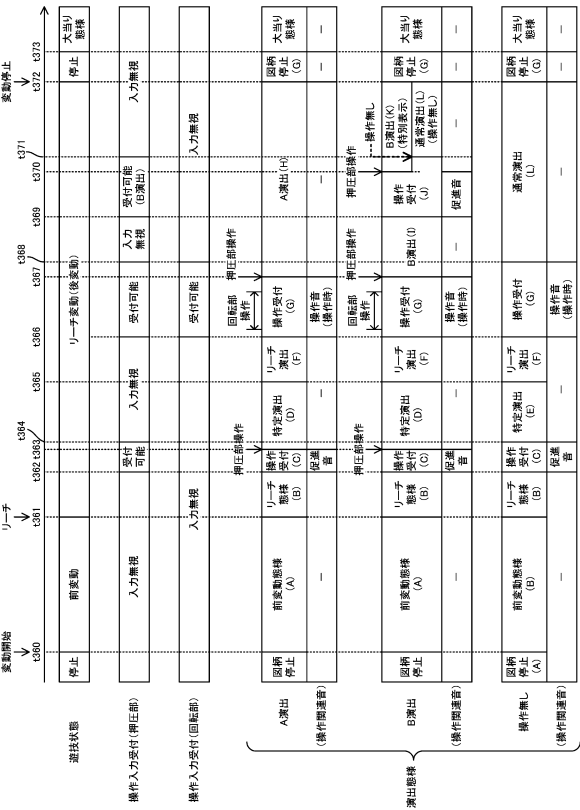 変動開始
リーチ
変動停止
t360
t361
t362
t363
t364
t365
t366
t367
t368
t369
t370
t371
t372
t373
遊技状態
停止
前変動
リーチ変動(後変動)
停止
大当り
態様
操作入力受付(押圧部)
入力無視
受付
可能
入力無視
受付可能
入力
無視
受付可能
(B演出)
入力無視
操作入力受付(回転部)
入力無視
受付可能
入力無視
押圧部操作
回転部
操作
押圧部操作
A演出
図柄
停止
前変動態様
(A)
リーチ
態様
(B)
操作
受付
(C)
特定演出
(D)
リーチ
演出
(F)
操作受付
(G)
A演出(H)
図柄
停止
(G)
大当り
態様
(操作関連音)
—
促進
音
—
操作音
(操作時)
—
—
—
押圧部操作
回転部
操作
押圧部操作
押圧部操作
操作無し
B演出
図柄
停止
前変動態様
(A)
リーチ
態様
(B)
操作
受付
(C)
特定演出
(D)
リーチ
演出
(F)
操作受付
(G)
B演出(I)
操作
受付
(J)
B演出(K)
(特別表示)
通常演出(L)
(操作無し)
図柄
停止
(G)
大当り
態様
(操作関連音)
—
促進
音
—
操作音
(操作時)
—
促進音
—
—
—
操作無し
図柄
停止
(A)
前変動態様
(B)
リーチ
態様
(B)
操作
受付
(C)
特定演出
(E)
リーチ
演出
(F)
操作受付
(G)
通常演出
(L)
図柄
停止
(G)
大当り
態様
(操作関連音)
—
促進
音
—
操作音
(操作時)
—
—
—
演出態様